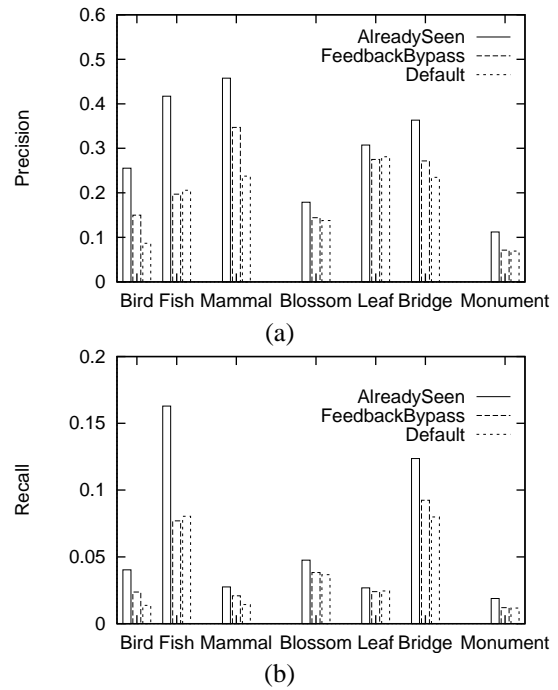 0.6
0.5
0.4
0.3
0.2
0.1
0
Precision
AlreadySeen
FeedbackBypass
Default
Bird Fish Mammal Blossom Leaf Bridge Monument
(a)
0.2
0.15
0.1
0.05
0
Recall
AlreadySeen
FeedbackBypass
Default
Bird Fish Mammal Blossom Leaf Bridge Monument
(b)